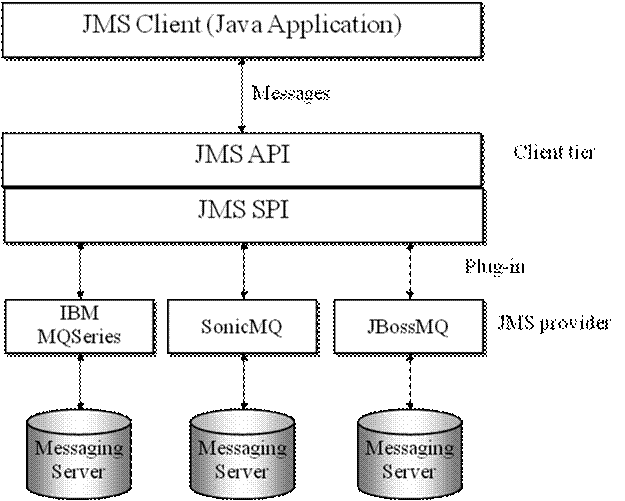 JMS Client (Java Application)
Messages
JMS API
Client tier
JMS SPI
Plug-in
IBM
MQSeries
SonicMQ
JBossMQ
JMS provider
Messaging
Server
Messaging
Server
Messaging
Server